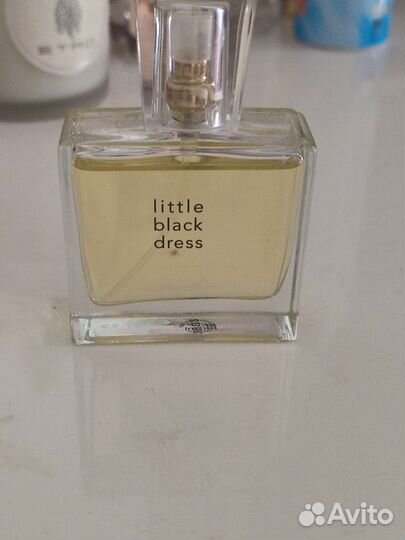 ETRO
little
black
dress
Avito